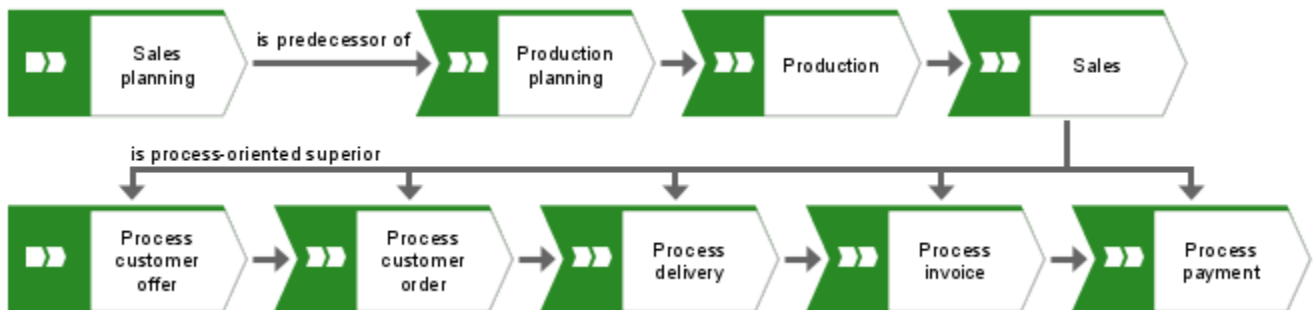 Sales
planning
is predecessor of
Production
planning
Production
Sales
is process-oriented superior
Process
customer
offer
Process
customer
order
Process
delivery
Process
invoice
Process
payment